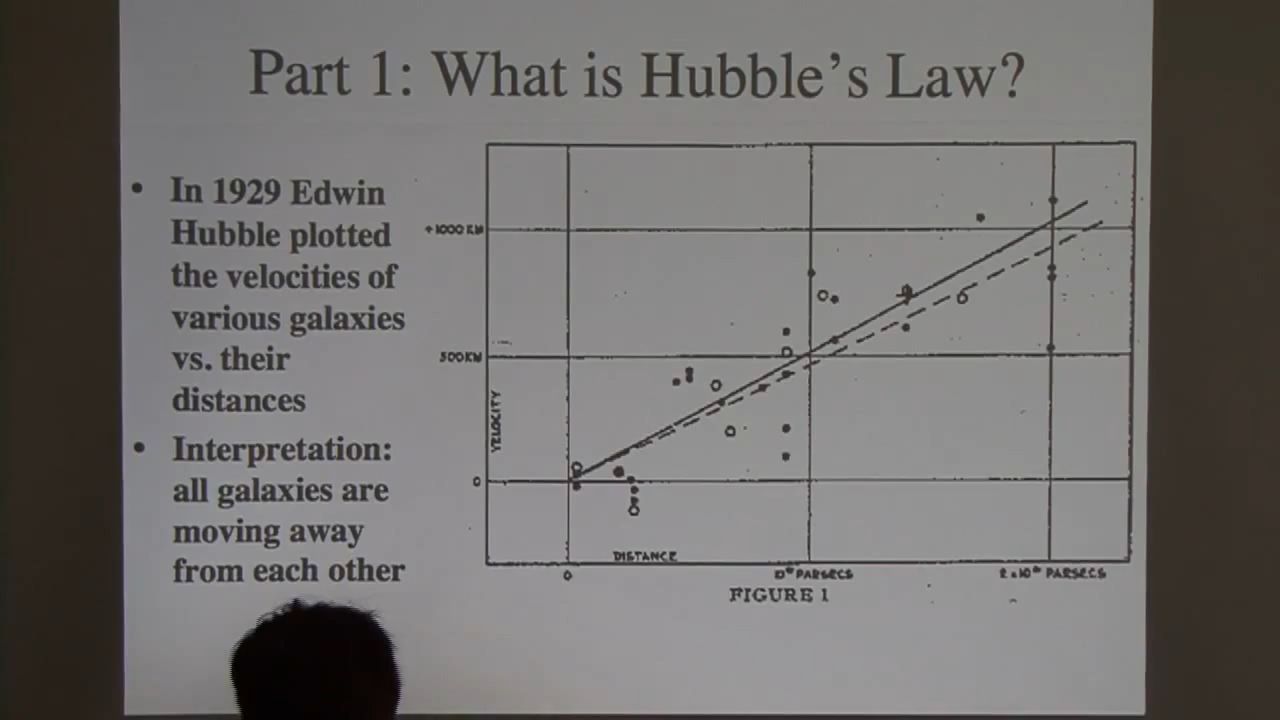 Part 1: What is Hubble's Law?
• In 1929 Edwin
Hubble plotted
the velocities of
various galaxies
vs. their
distances
• Interpretation:
all galaxies are
moving away
from each other
+1000 KM
500 KM
VELOCITY
0
DISTANCE
0
PARSECS
PARSECS
FIGURE 1